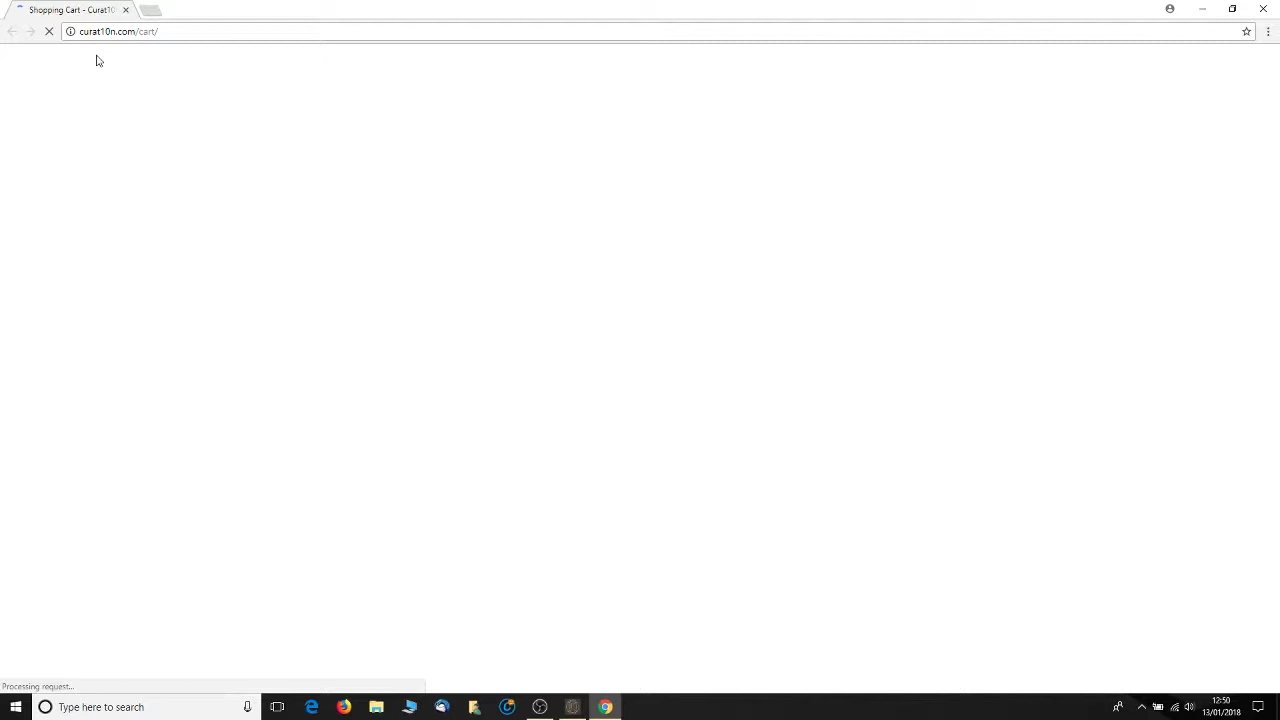 Shopping Cart - Curat10
curat10n.com/cart/
Processing request...
Type here to search
12:50
13/01/2018